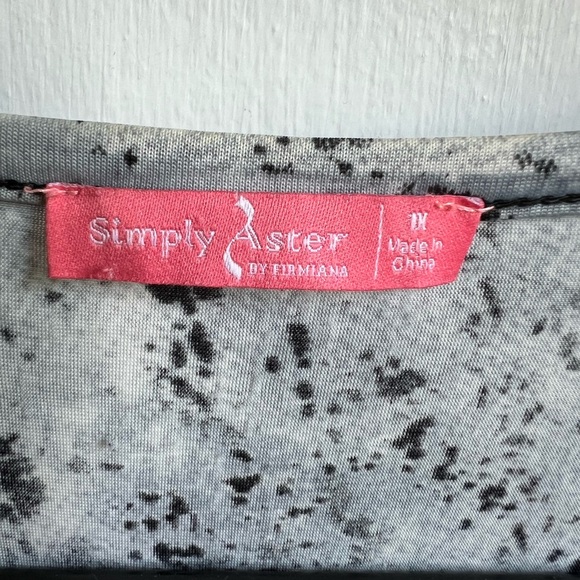 Simply Aster
BY FIRMIANA
1X
Made In
China